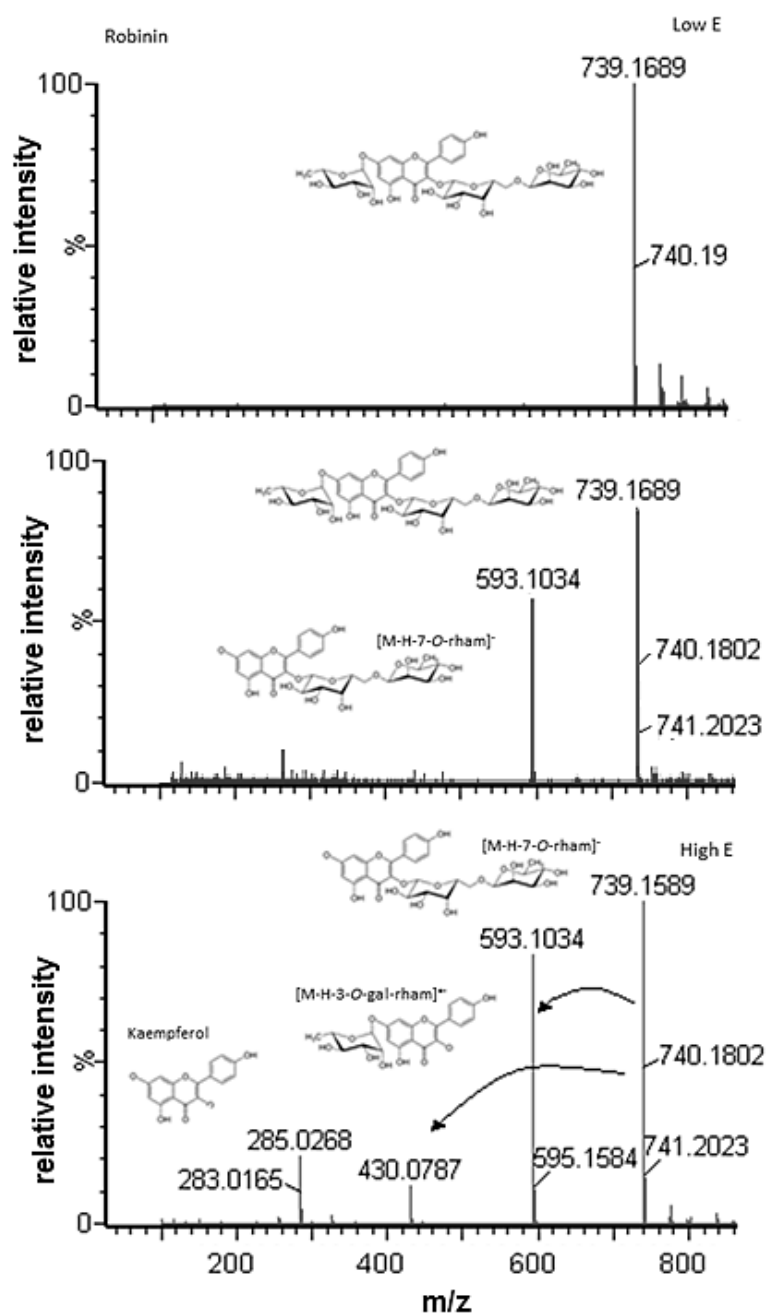 Robinin
Low E
739.1689
100
740.19
relative intensity
%
0
100
739.1689
593.1034
[M-H-7-O-rham]-
740.1802
741.2023
relative intensity
%
0
[M-H-7-O-rham]-
High E
739.1589
100
593.1034
[M-H-3-O-gal-rham]•-
Kaempferol
740.1802
285.0268
283.0165
430.0787
595.1584
741.2023
relative intensity
%
0
200 400 600 800
m/z